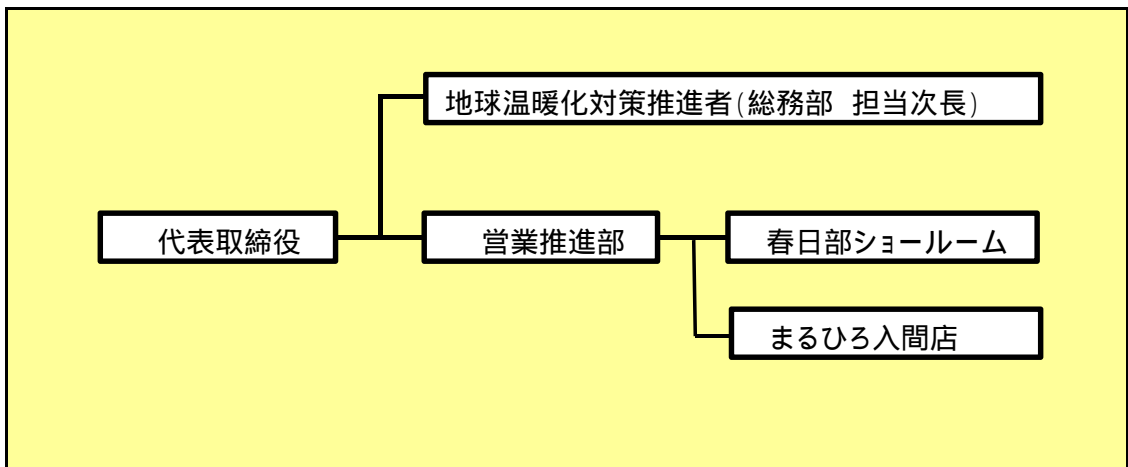 地球温暖化対策推進者(総務部 担当次長)
代表取締役
営業推進部
春日部ショールーム
まるひろ入間店